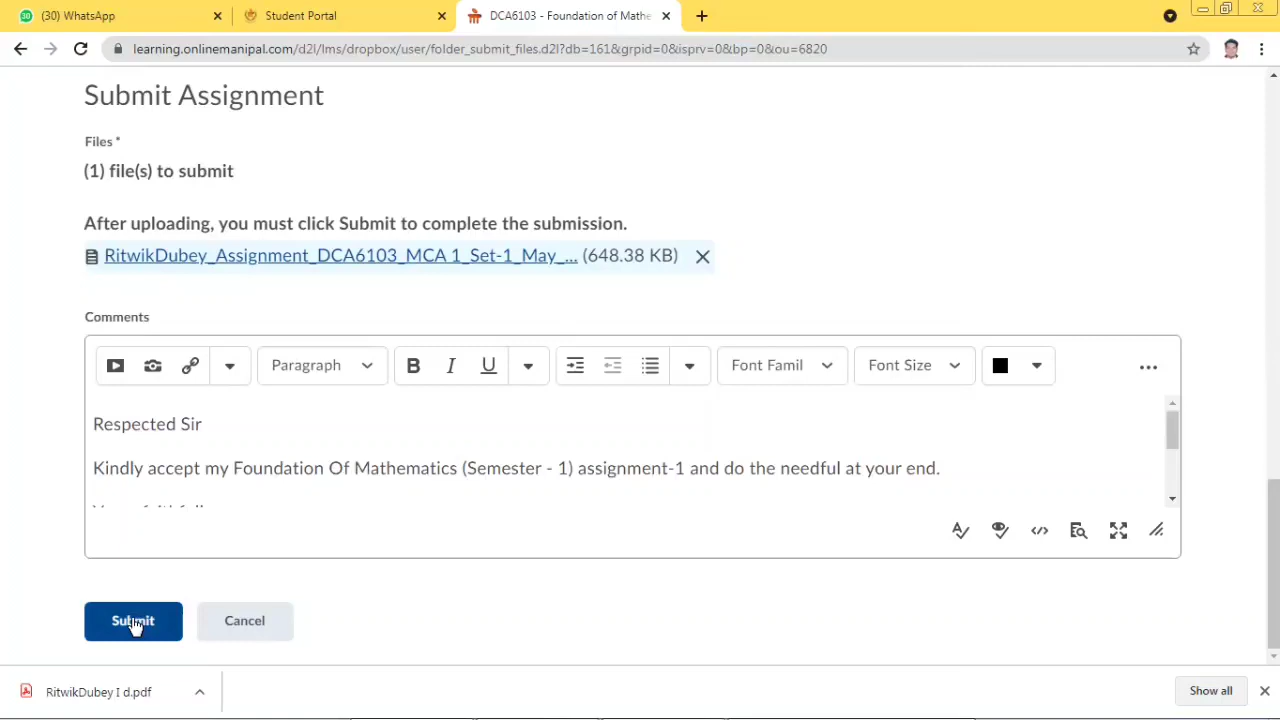 30
(30) WhatsApp
Student Portal
DCA6103 - Foundation of Mathe
learning.onlinemanipal.com/d2l/lms/dropbox/user/folder_submit_files.d2l?db=161&grpid=0&isprv=0&bp=0&ou=6820
Submit Assignment
Files *
(1) file(s) to submit
After uploading, you must click Submit to complete the submission.
RitwikDubey_Assignment_DCA6103_MCA 1_Set-1_May_... (648.38 KB)
Comments
Paragraph
B I U
Font Famil
Font Size
Respected Sir
Kindly accept my Foundation Of Mathematics (Semester - 1) assignment-1 and do the needful at your end.
Submit
Cancel
RitwikDubey I d.pdf
Show all